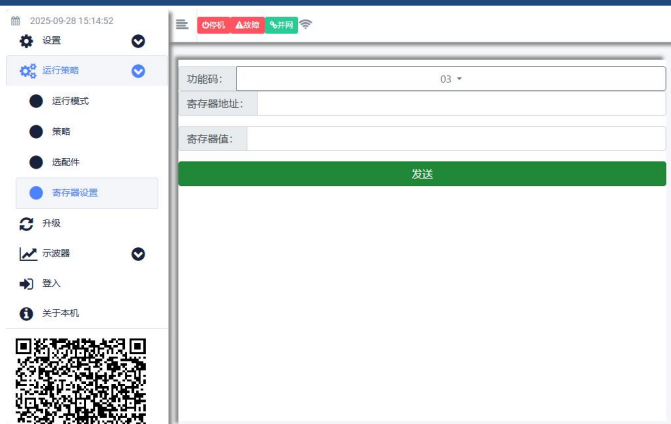 2025-09-28 15:14:52
设置
运行策略
运行模式
策略
选配件
寄存器设置
升级
示波器
登入
关于本机
停机 故障 并网
功能码： 03
寄存器地址：
寄存器值：
发送